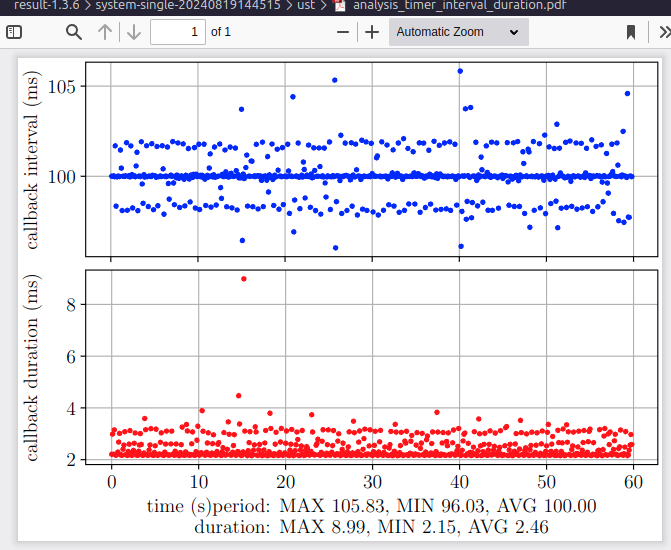 result-1.3.6 > system-single-20240819144515 > ust > analysis_timer_interval_duration.pdf
1 of 1 − + Automatic Zoom
callback interval (ms)
105
100
callback duration (ms)
8
6
4
2
0 10 20 30 40 50 60
time (s)period: MAX 105.83, MIN 96.03, AVG 100.00
duration: MAX 8.99, MIN 2.15, AVG 2.46